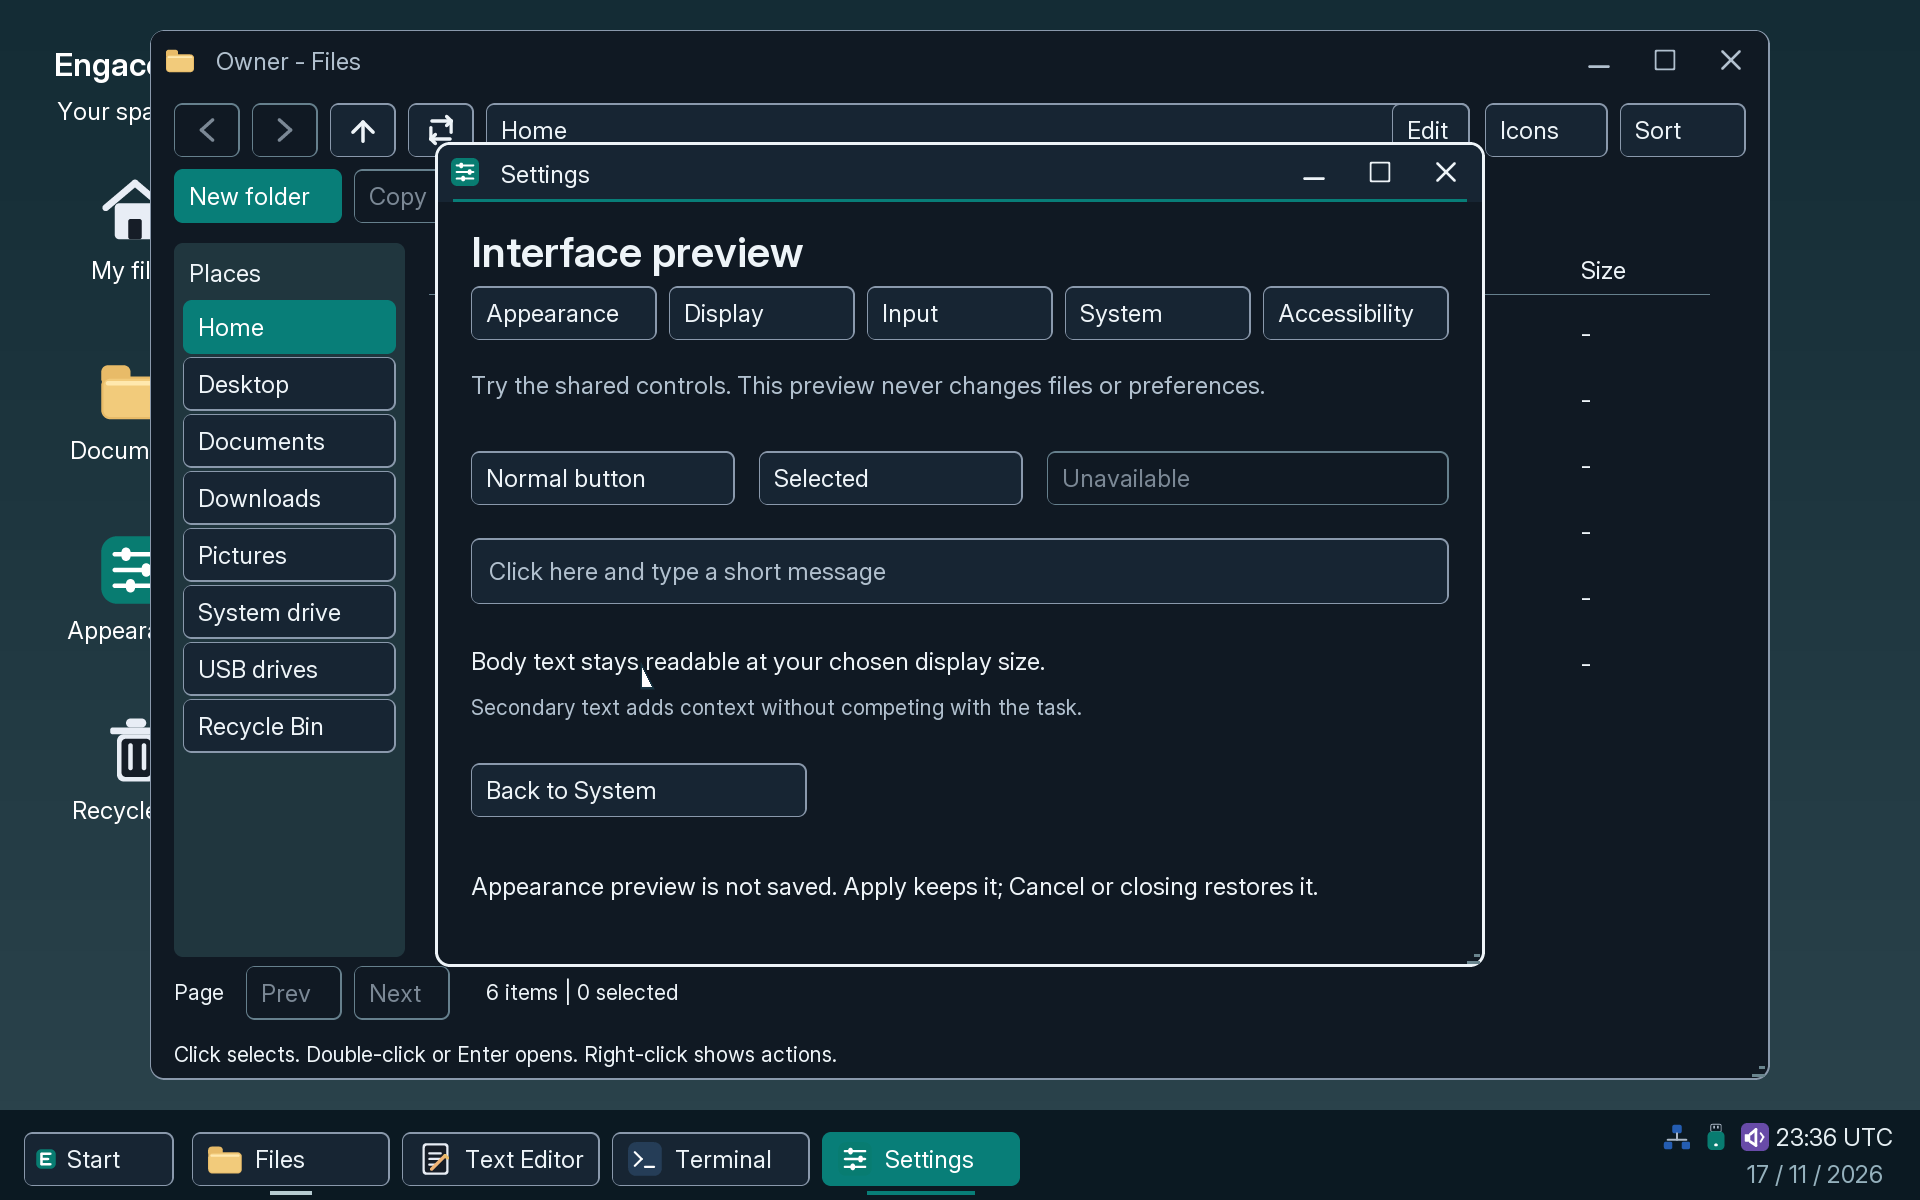 Engac
Your spa
My fil
Docum
Appeara
Recycle
Owner - Files
Home
Edit
Icons
Sort
New folder
Copy
Places
Home
Desktop
Documents
Downloads
Pictures
System drive
USB drives
Recycle Bin
Size
-
-
-
-
-
-
Settings
Interface preview
Appearance
Display
Input
System
Accessibility
Try the shared controls. This preview never changes files or preferences.
Normal button
Selected
Unavailable
Click here and type a short message
Body text stays readable at your chosen display size.
Secondary text adds context without competing with the task.
Back to System
Appearance preview is not saved. Apply keeps it; Cancel or closing restores it.
Page
Prev
Next
6 items | 0 selected
Click selects. Double-click or Enter opens. Right-click shows actions.
E Start
Files
Text Editor
Terminal
Settings
23:36 UTC
17 / 11 / 2026